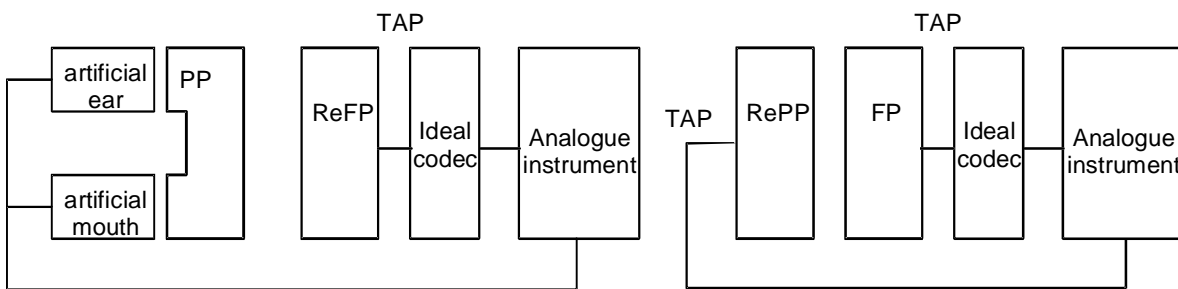 TAP
artificial
ear
PP
ReFP
Ideal
codec
Analogue
instrument
artificial
mouth
TAP
TAP
RePP
FP
Ideal
codec
Analogue
instrument